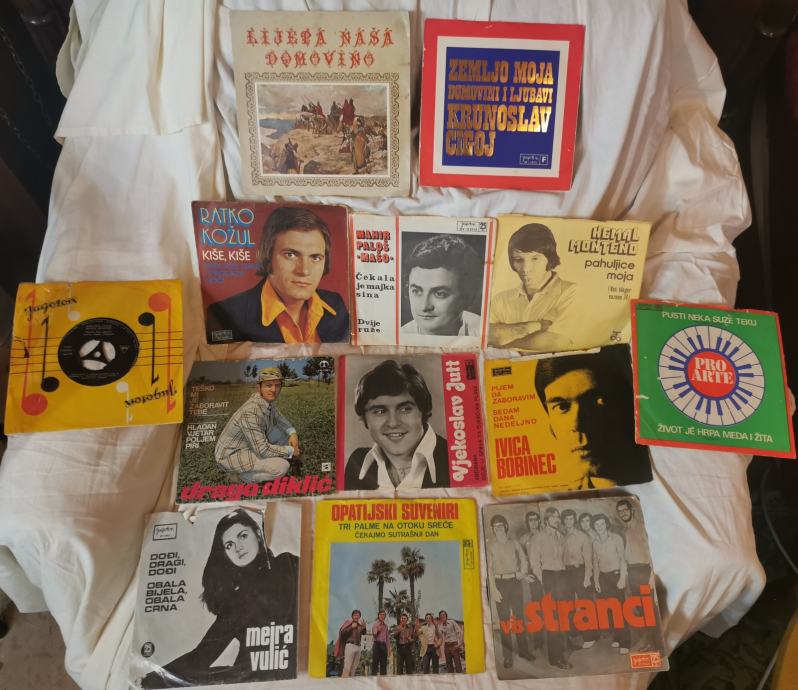 LIJEPA NAŠA
DOMOVINO
ZEMLJO MOJA
DOMOVINI I LJUBAVI
KRUNOSLAV
CIGOJ
RATKO
KOŽUL
KIŠE, KIŠE
MAHIR
PALOŠ
"MAŠO"
Čekala
je majka
sina
Dvije
ruže
KEMAL
MONTENO
pahuljice
moja
Jugoton
Jugoton
TEŠKO
MI JE
ZABORAVIT
TEBE
HLADAN
VJETAR
POLJEM
PIRI
drago diklić
Vjekoslav Jutt
PIJEM
DA
ZABORAVIM
SEDAM
DANA
NEDELJNO
IVICA
BOBINEC
PUSTI NEKA SUZE TEKU
PRO
ARTE
ŽIVOT JE HRPA MEDA I ŽITA
DOĐI,
DRAGI,
DOĐI
OBALA
BIJELA,
OBALA
CRNA
mejra
vulić
OPATIJSKI SUVENIRI
TRI PALME NA OTOKU SREĆE
ČEKAJMO SUTRAŠNJI DAN
vis stranci